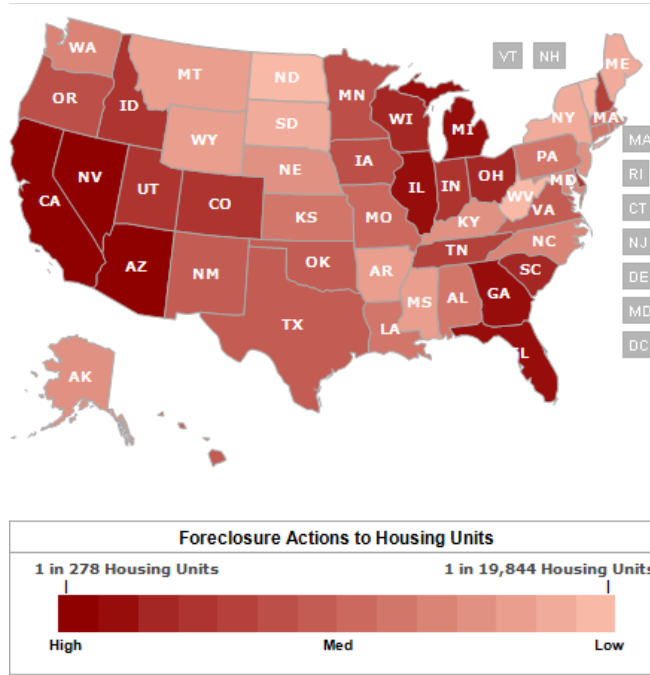 WA
MT
ND
MN
VT
NH
ME
OR
ID
WY
SD
WI
MI
NY
MA
NV
UT
CO
NE
IA
IL
IN
OH
PA
MA
CA
KS
MO
KY
WV
VA
MD
RI
CT
AZ
NM
OK
AR
TN
NC
SC
NJ
TX
LA
MS
AL
GA
FL
DE
MD
DC
AK
Foreclosure Actions to Housing Units
1 in 278 Housing Units
1 in 19,844 Housing Units
High
Med
Low